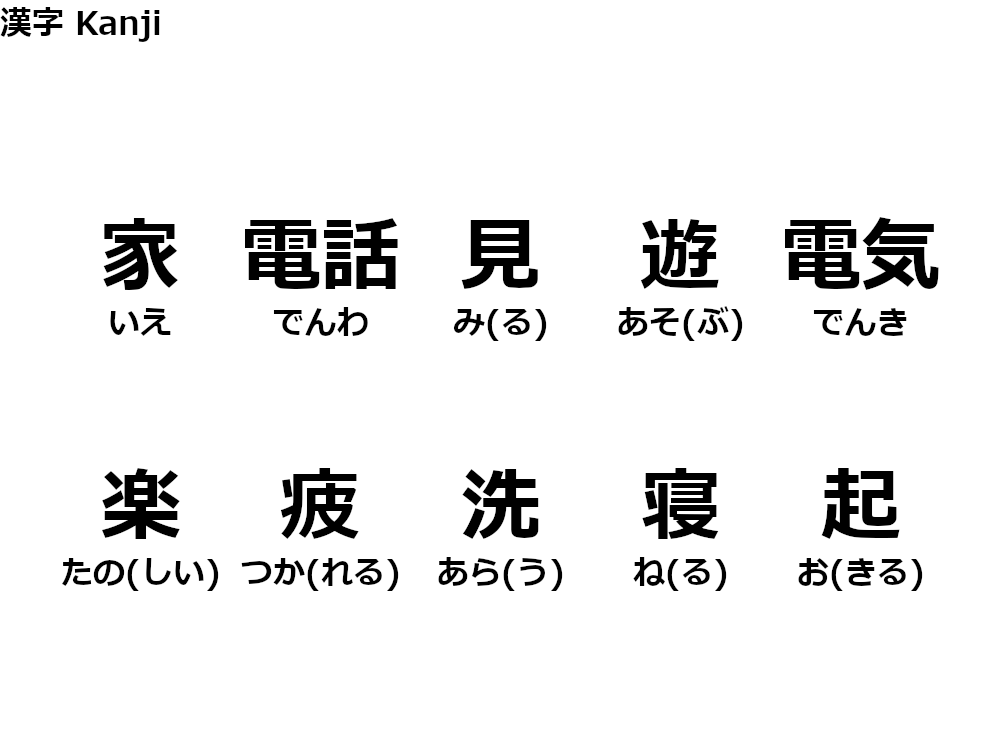 漢字 Kanji
家 電話 見 遊 電気
いえ でんわ み(る) あそ(ぶ) でんき
楽 疲 洗 寝 起
たの(しい) つか(れる) あら(う) ね(る) お(きる)